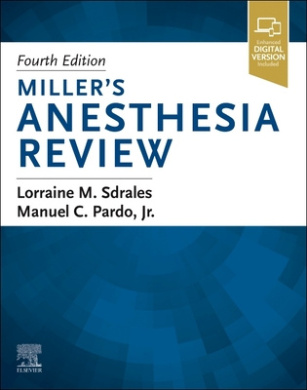 Enhanced
DIGITAL
VERSION
Included
Fourth Edition
MILLER'S
ANESTHESIA
REVIEW
Lorraine M. Sdrales
Manuel C. Pardo, Jr.
ELSEVIER